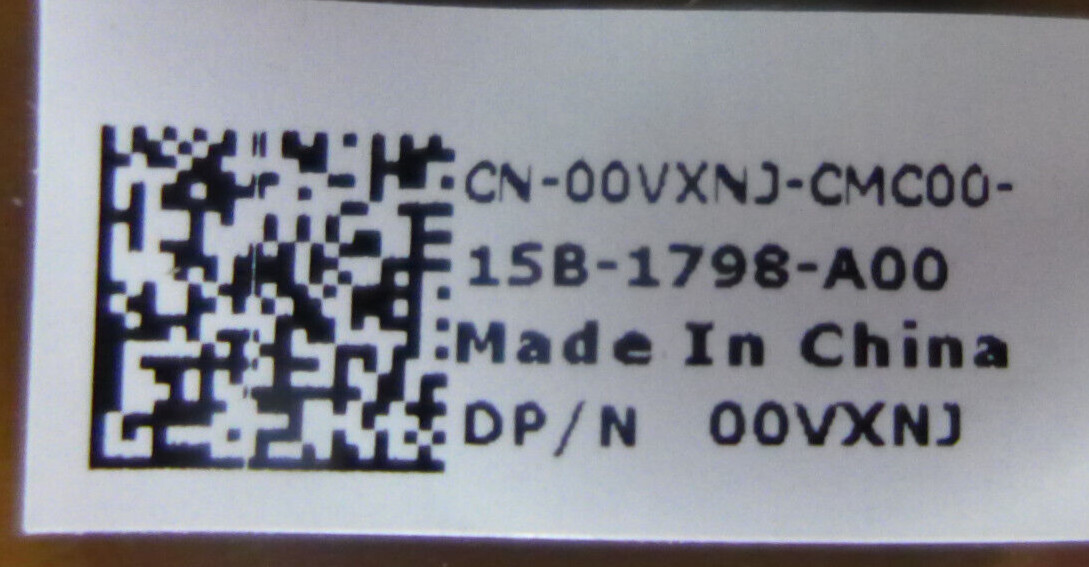 CN-00VXNJ-CMC00-
15B-1798-A00
Made In China
DP/N 00VXNJ